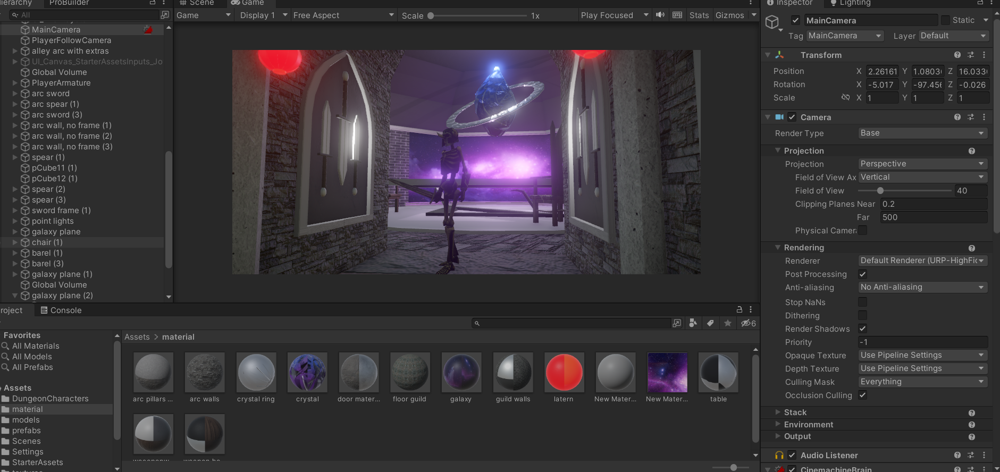 Hierarchy
ProBuilder
Scene
Game
Inspector
Lighting
All
Game
Display 1
Free Aspect
Scale
1x
Play Focused
Stats
Gizmos
MainCamera
PlayerFollowCamera
alley arc with extras
UI_Canvas_StarterAssetsInputs_Jo
Global Volume
PlayerArmature
arc sword
arc spear (1)
arc sword (3)
arc wall, no frame (1)
arc wall, no frame (2)
arc wall, no frame (3)
spear (1)
pCube11 (1)
pCube12 (1)
spear (2)
spear (3)
sword frame (1)
point lights
galaxy plane
chair (1)
barel (1)
barel (3)
galaxy plane (1)
Global Volume
galaxy plane (2)
MainCamera
Static
Tag MainCamera
Layer Default
Transform
Position X 2.26161 Y 1.0803 Z 16.033
Rotation X -5.017 Y -97.456 Z -0.026
Scale X 1 Y 1 Z 1
Camera
Render Type Base
Projection
Projection Perspective
Field of View Ax Vertical
Field of View 40
Clipping Planes Near 0.2
Far 500
Physical Camer
Rendering
Renderer Default Renderer (URP-HighFi
Post Processing
Anti-aliasing No Anti-aliasing
Stop NaNs
Dithering
Render Shadows
Priority -1
Opaque Texture Use Pipeline Settings
Depth Texture Use Pipeline Settings
Culling Mask Everything
Occlusion Culling
Stack
Environment
Output
Audio Listener
CinemachineBrain
roject
Console
6
Favorites
All Materials
All Models
All Prefabs
Assets
DungeonCharacters
material
models
prefabs
Scenes
Settings
StarterAssets
textures
Assets > material
arc pillars ...
arc walls
crystal ring
crystal
door mater...
floor guild
galaxy
guild walls
latern
New Mater...
New Mater...
table